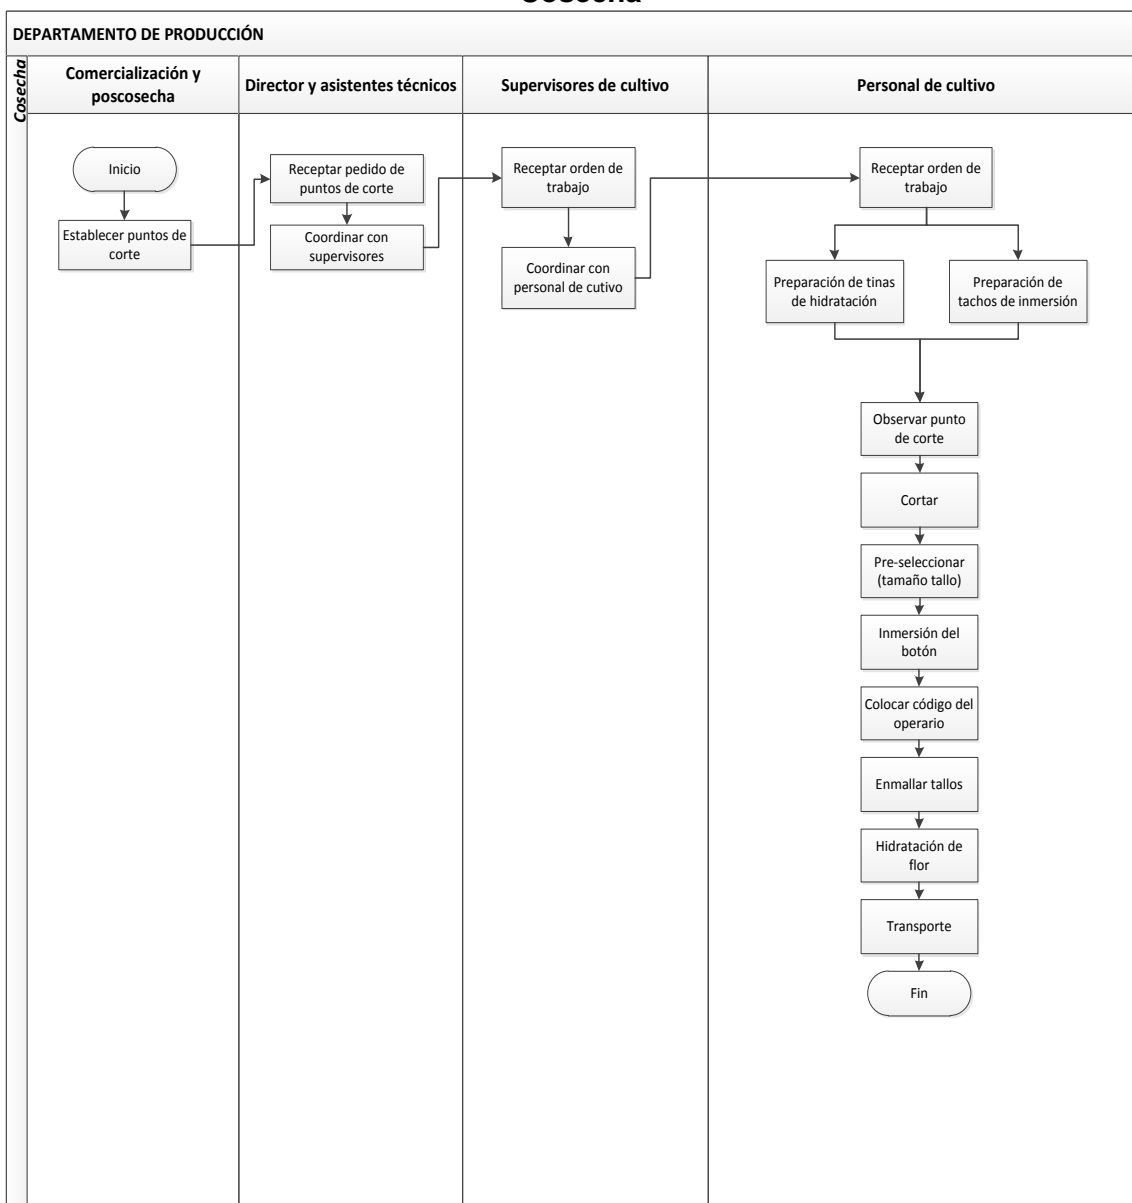 Cosecha
DEPARTAMENTO DE PRODUCCIÓN
Cosecha
Comercialización y
poscosecha
Director y asistentes técnicos
Supervisores de cultivo
Personal de cultivo
Inicio
Establecer puntos de
corte
Receptar pedido de
puntos de corte
Coordinar con
supervisores
Receptar orden de
trabajo
Coordinar con
personal de cutivo
Receptar orden de
trabajo
Preparación de tinas
de hidratación
Preparación de
tachos de inmersión
Observar punto
de corte
Cortar
Pre-seleccionar
(tamaño tallo)
Inmersión del
botón
Colocar código del
operario
Enmallar tallos
Hidratación de
flor
Transporte
Fin